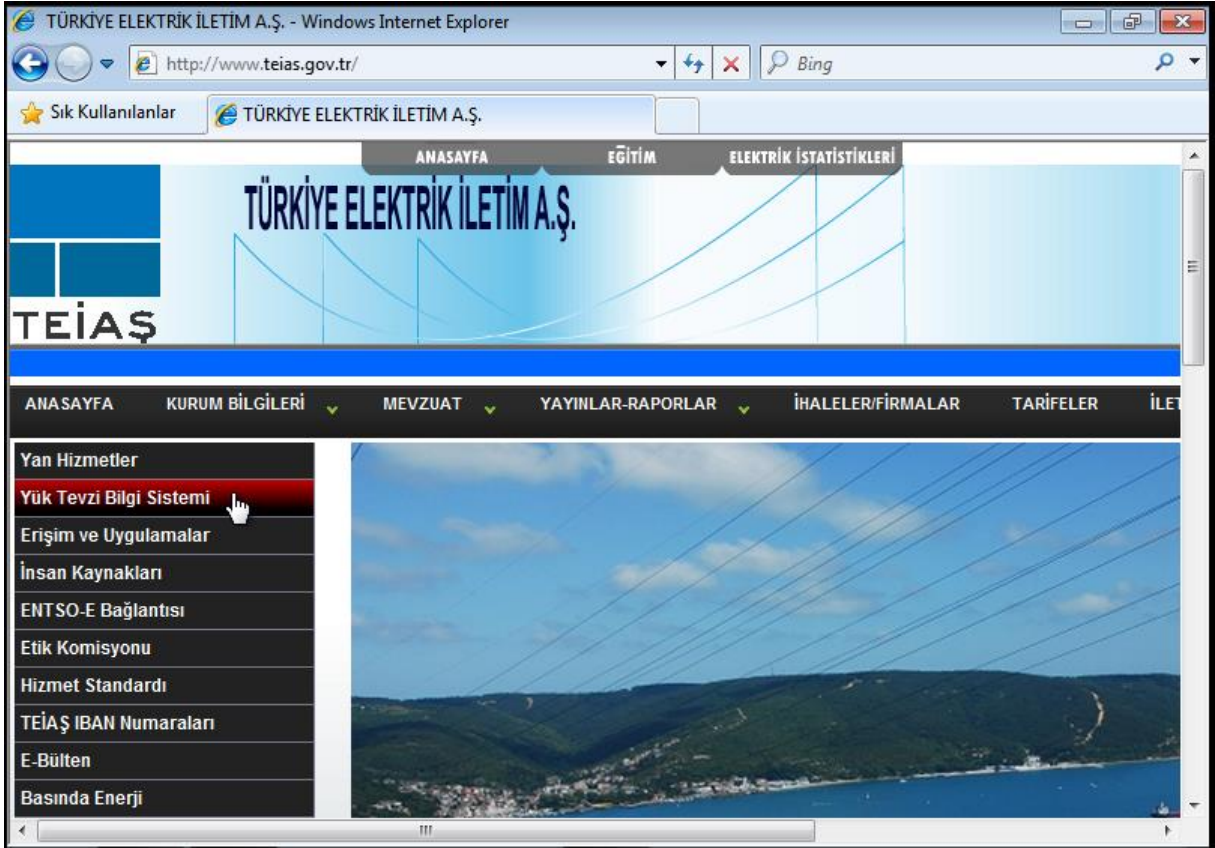 TÜRKİYE ELEKTRİK İLETİM A.Ş. - Windows Internet Explorer
http://www.teias.gov.tr/
Bing
Sık Kullanılanlar
TÜRKİYE ELEKTRİK İLETİM A.Ş.
ANASAYFA EĞİTİM ELEKTRİK İSTATİSTİKLERİ
TÜRKİYE ELEKTRİK İLETİM A.Ş.
TEİAŞ
ANASAYFA KURUM BİLGİLERİ MEVZUAT YAYINLAR-RAPORLAR İHALELER/FİRMALAR TARİFELER İLET
Yan Hizmetler
Yük Tevzi Bilgi Sistemi
Erişim ve Uygulamalar
İnsan Kaynakları
ENTSO-E Bağlantısı
Etik Komisyonu
Hizmet Standardı
TEİAŞ IBAN Numaraları
E-Bülten
Basında Enerji